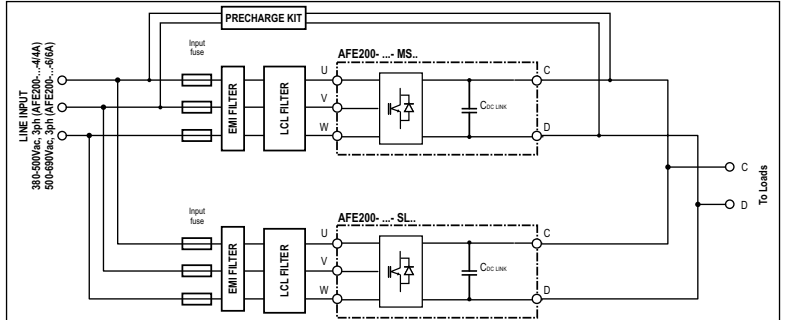 PRECHARGE KIT
Input
fuse
AFE200- ...- MS..
LINE INPUT
380-500Vac, 3ph (AFE200-...-4/4A)
500-690Vac, 3ph (AFE200-...-6/6A)
EMI FILTER
LCL FILTER
U
V
W
CDC LINK
C
D
C
D
To Loads
Input
fuse
AFE200- ...- SL..
EMI FILTER
LCL FILTER
U
V
W
CDC LINK
C
D